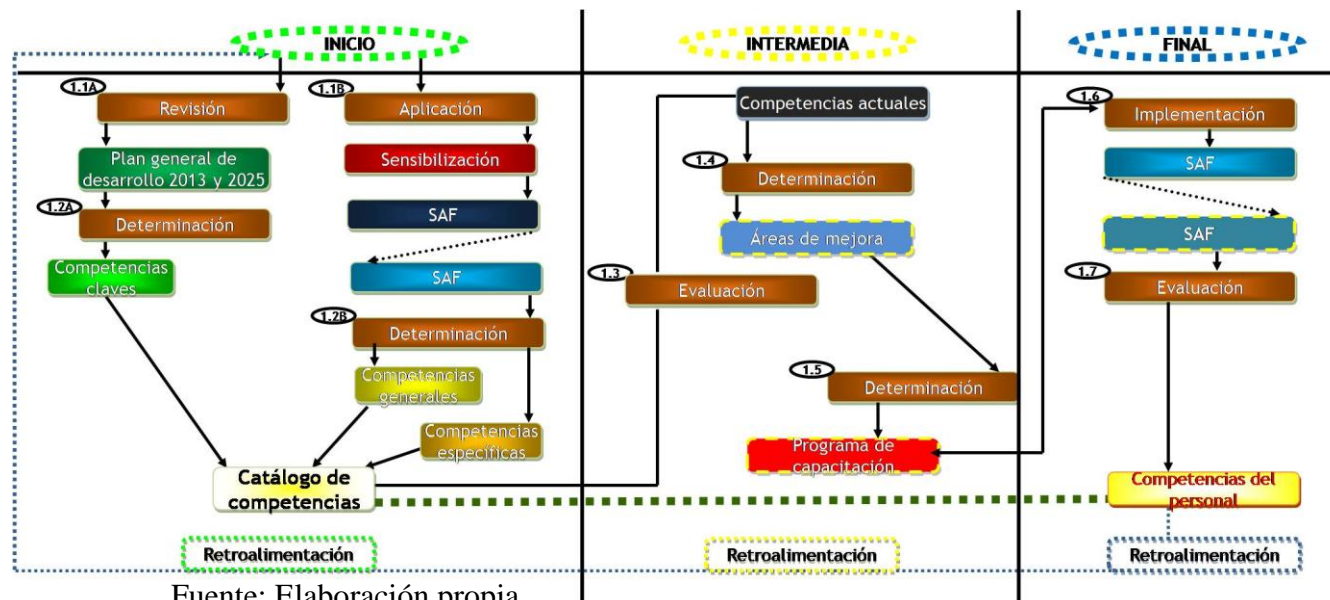 INICIO
INTERMEDIA
FINAL
1.1A
Revisión
Plan general de
desarrollo 2013 y 2025
1.2A
Determinación
Competencias
claves
1.1B
Aplicación
Sensibilización
SAF
SAF
1.2B
Determinación
Competencias
generales
Competencias
específicas
Catálogo de
competencias
Retroalimentación
Competencias actuales
1.4
Determinación
Áreas de mejora
1.3
Evaluación
1.5
Determinación
Programa de
capacitación
Retroalimentación
1.6
Implementación
SAF
SAF
1.7
Evaluación
Competencias del
personal
Retroalimentación
Fuente: Elaboración propia